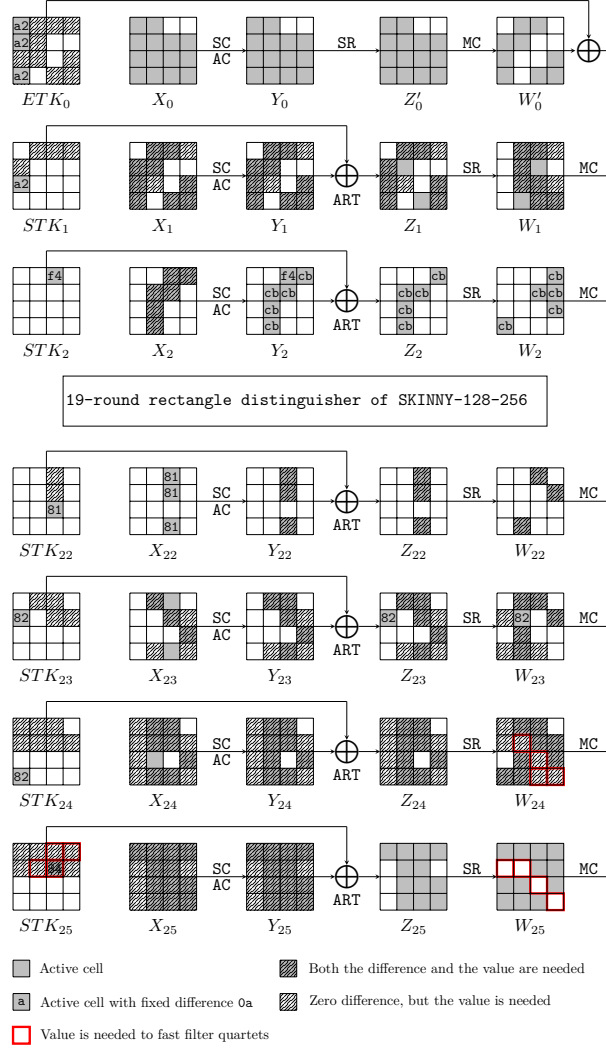 a2
a2
a2
SC
AC
SR
MC
ETK₀
X₀
Y₀
Z′₀
W′₀
a2
SC
AC
ART
SR
MC
STK₁
X₁
Y₁
Z₁
W₁
f4
f4 cb
cb
cb cb
cb cb
cb cb
cb
cb
cb
cb
cb
SC
AC
ART
SR
MC
STK₂
X₂
Y₂
Z₂
W₂
19-round rectangle distinguisher of SKINNY-128-256
81
81
81
81
SC
AC
ART
SR
MC
STK₂₂
X₂₂
Y₂₂
Z₂₂
W₂₂
82
82
82
SC
AC
ART
SR
MC
STK₂₃
X₂₃
Y₂₃
Z₂₃
W₂₃
82
SC
AC
ART
SR
MC
STK₂₄
X₂₄
Y₂₄
Z₂₄
W₂₄
SC
AC
ART
SR
MC
STK₂₅
X₂₅
Y₂₅
Z₂₅
W₂₅
Active cell
Both the difference and the value are needed
a Active cell with fixed difference 0a
Zero difference, but the value is needed
Value is needed to fast filter quartets